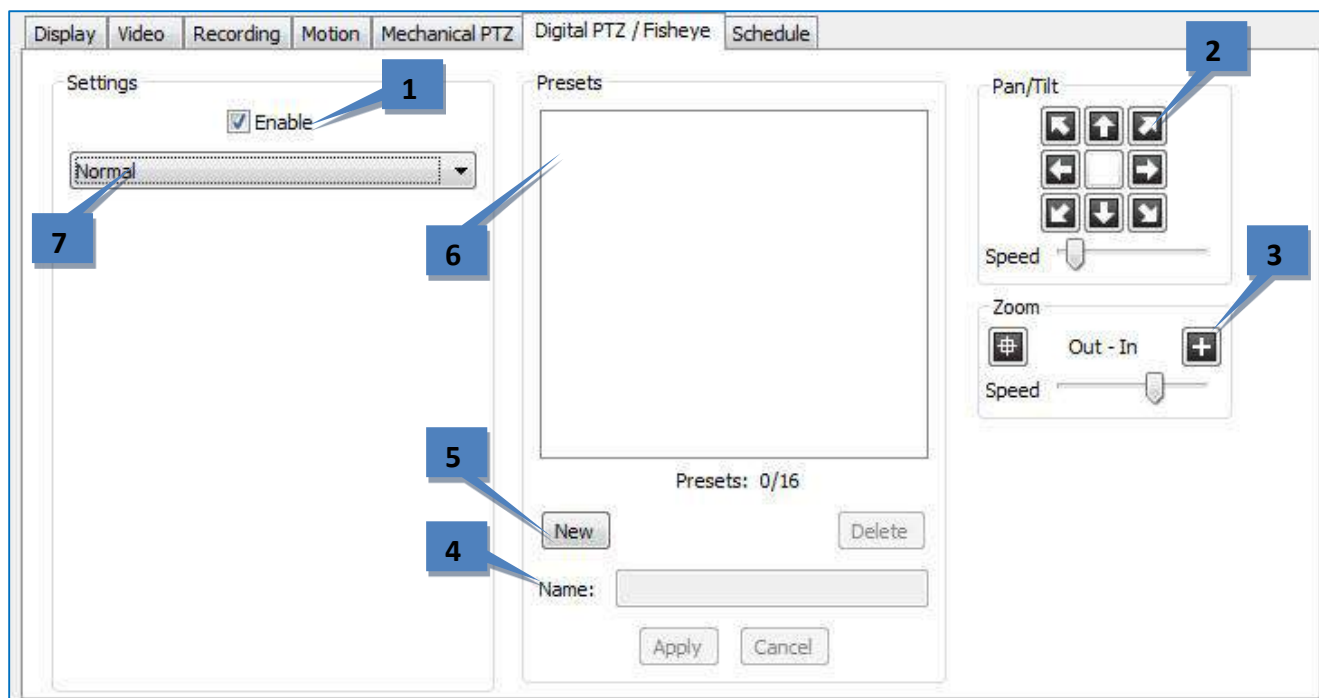 Display Video Recording Motion Mechanical PTZ Digital PTZ / Fisheye Schedule
Settings
1
Enable
Normal
7
Presets
6
Presets: 0/16
5
New Delete
4
Name:
Apply Cancel
2
Pan/Tilt
Speed
3
Zoom
Out - In
Speed